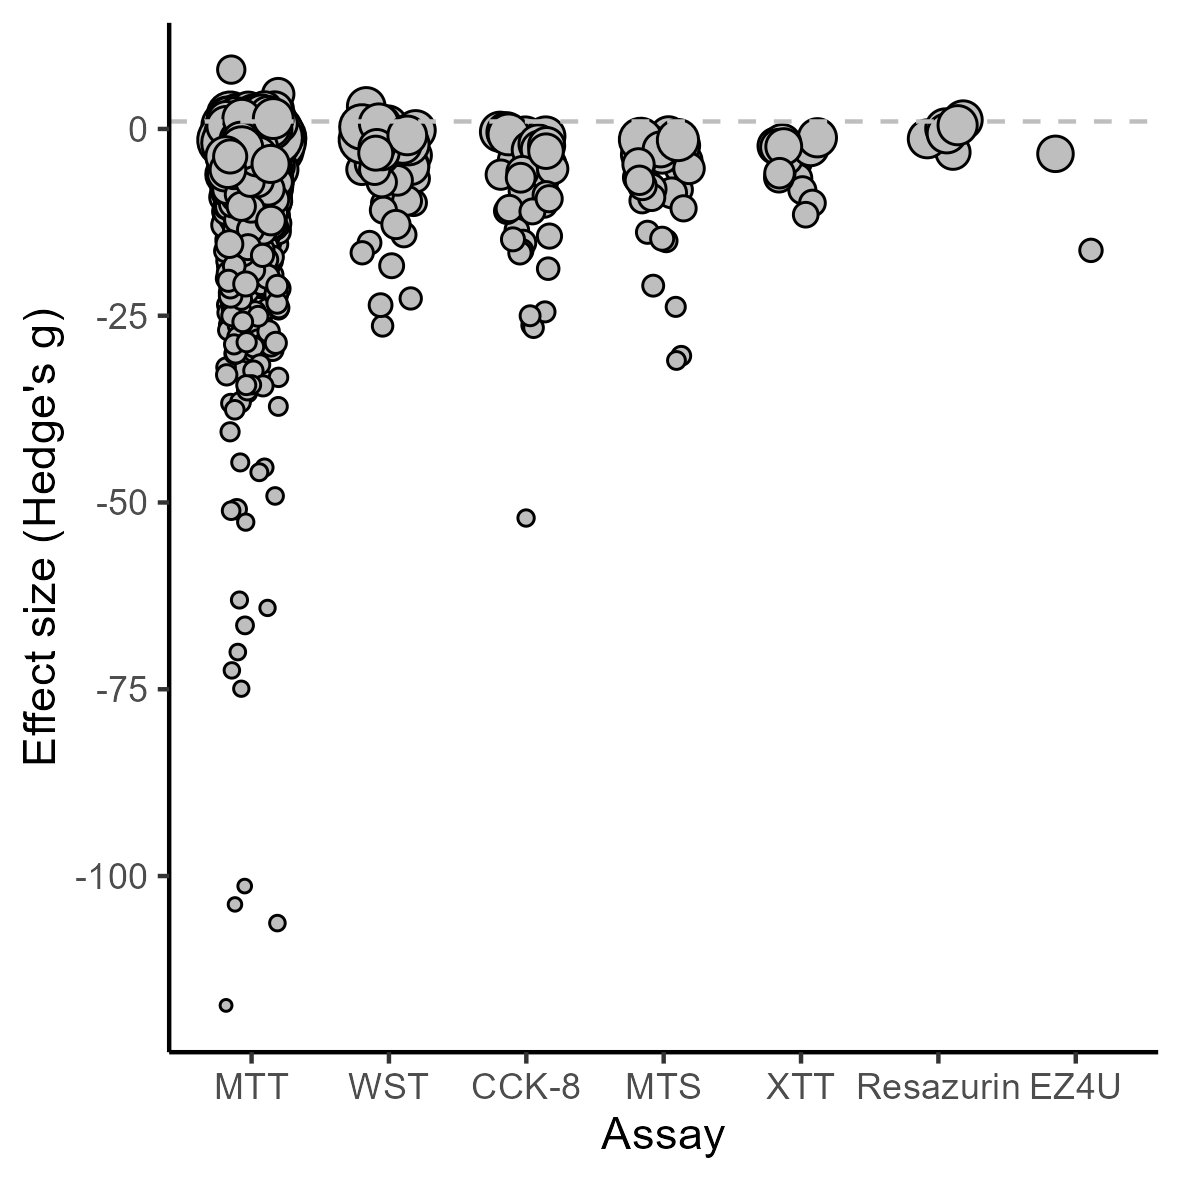 Effect size (Hedge's g)
0
-25
-50
-75
-100
MTT WST CCK-8 MTS XTT Resazurin EZ4U
Assay